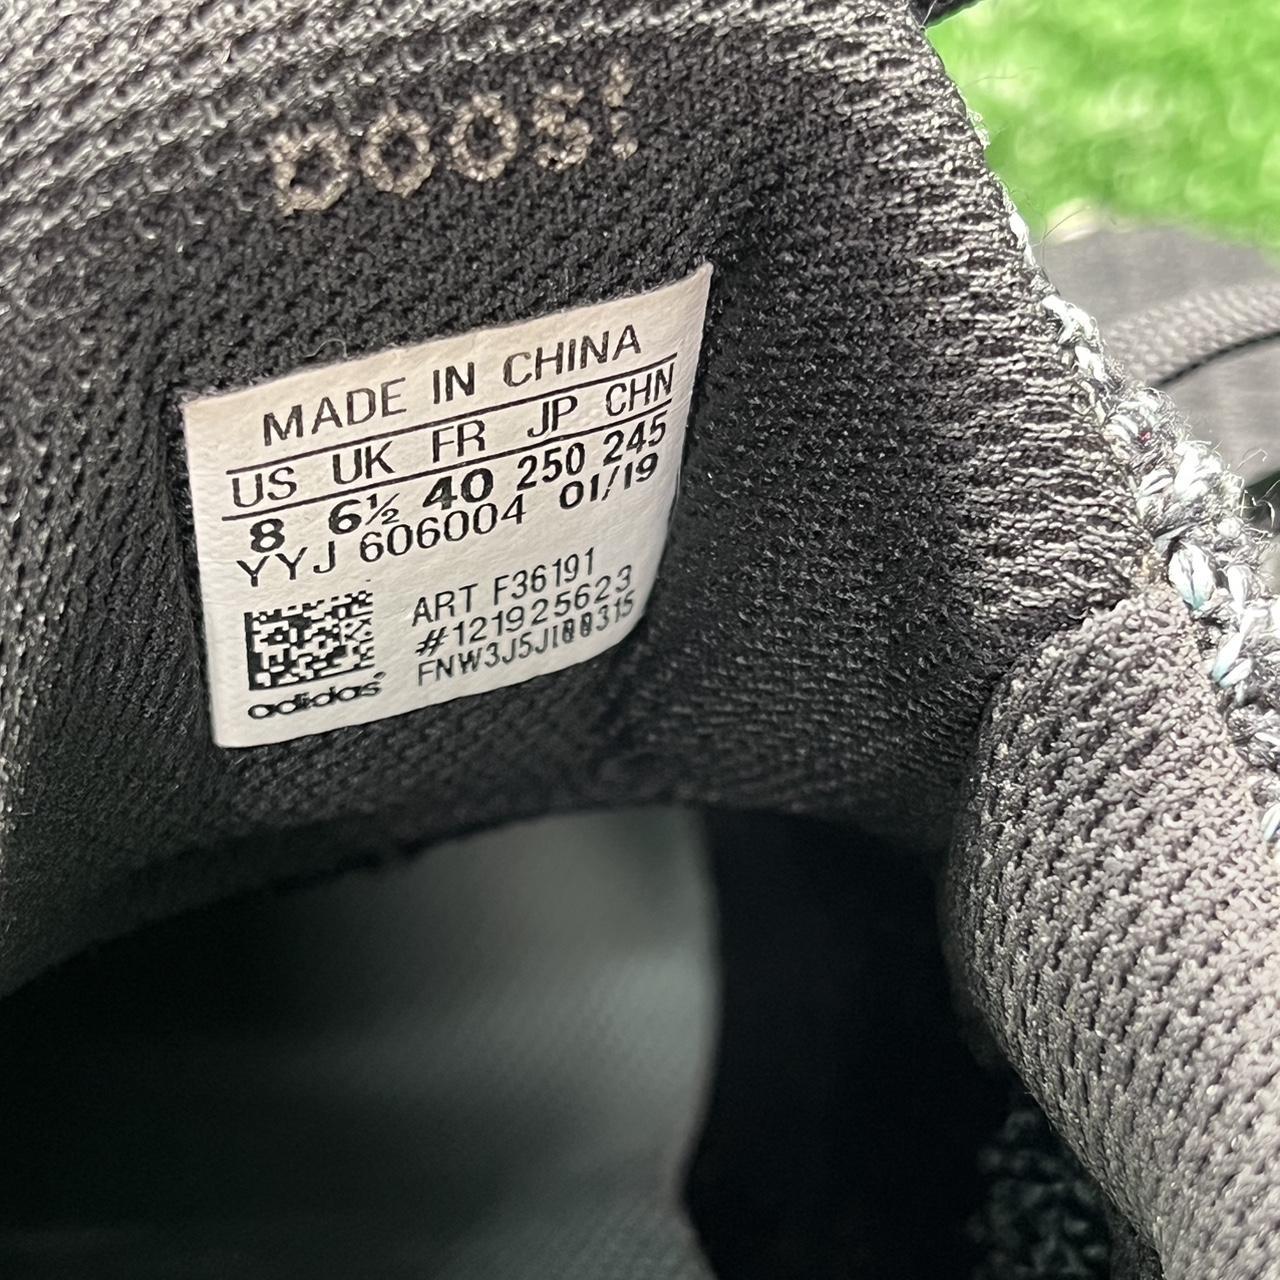 boost
MADE IN CHINA
US UK FR JP CHN
8 6½ 40 250 245
YYJ 606004 01/19
ART F36191
#121925623
adidas